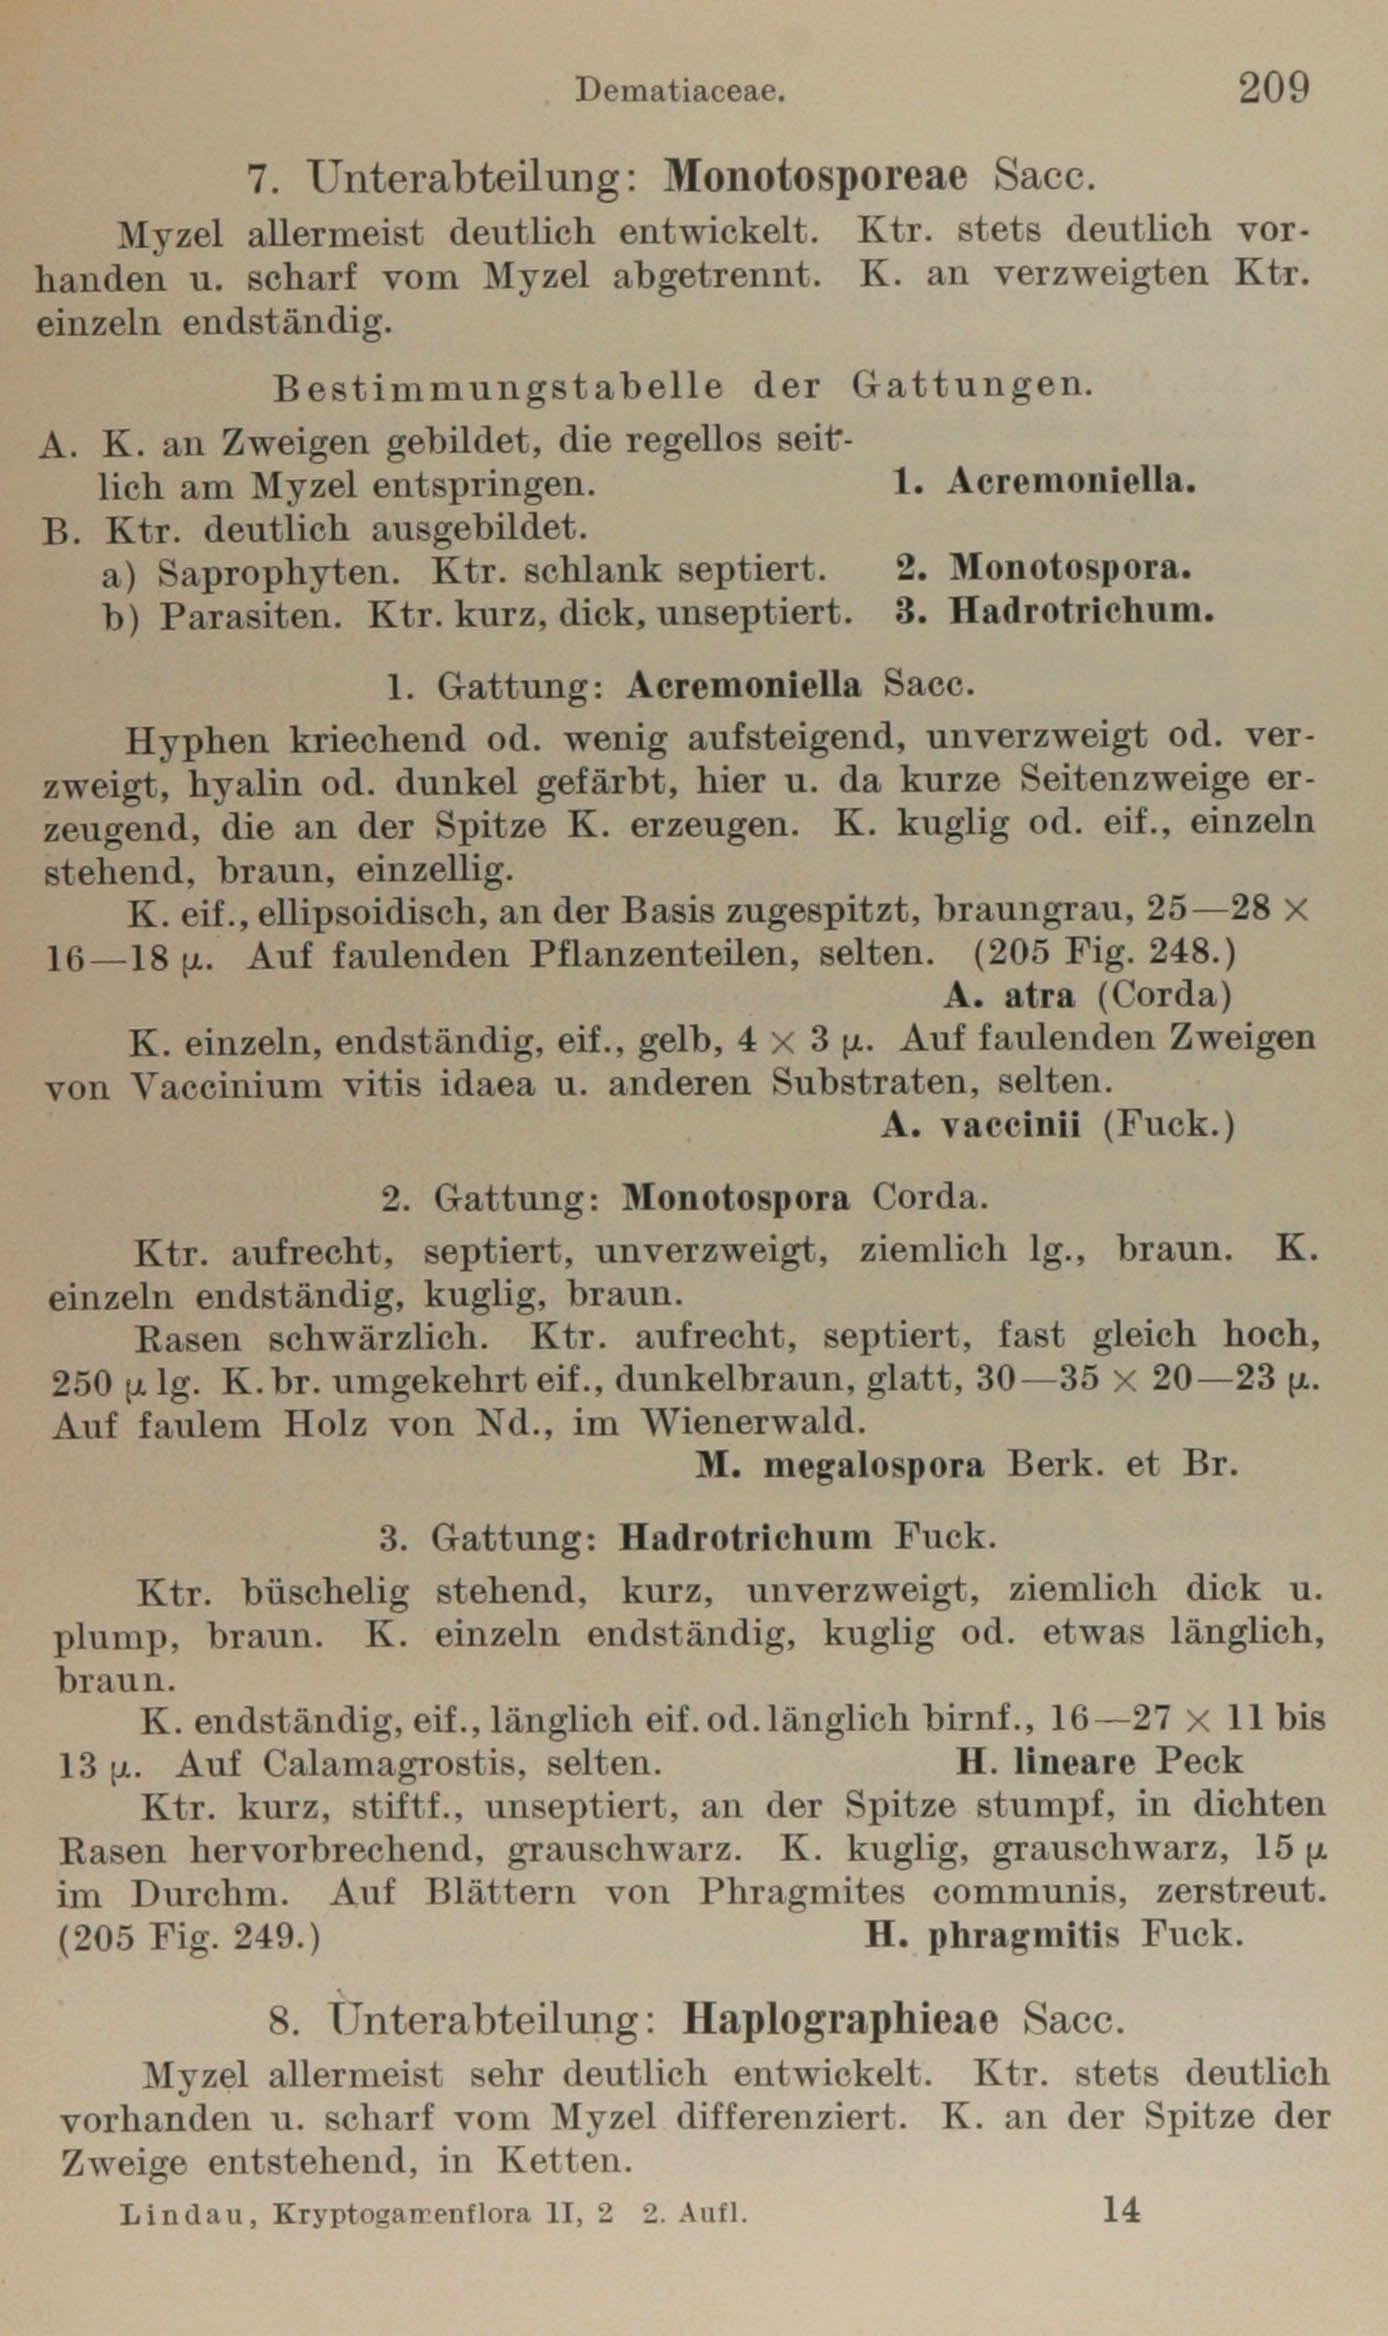 Dematiaceae. 209
7. Unterabteilung: Monotosporeae Sacc.
Myzel allermeist deutlich entwickelt. Ktr. stets deutlich vor-
handen u. scharf vom Myzel abgetrennt. K. an verzweigten Ktr.
einzeln endständig.
Bestimmungstabelle der Gattungen.
A. K. an Zweigen gebildet, die regellos seit-
lich am Myzel entspringen. 1. Acremoniella.
B. Ktr. deutlich ausgebildet.
a) Saprophyten. Ktr. schlank septiert. 2. Monotospora.
b) Parasiten. Ktr. kurz, dick, unseptiert. 3. Hadrotrichum.
1. Gattung: Acremoniella Sacc.
Hyphen kriechend od. wenig aufsteigend, unverzweigt od. ver-
zweigt, hyalin od. dunkel gefärbt, hier u. da kurze Seitenzweige er-
zeugend, die an der Spitze K. erzeugen. K. kuglig od. eif., einzeln
stehend, braun, einzellig.
K. eif., ellipsoidisch, an der Basis zugespitzt, braungrau, 25—28 ×
16—18 µ. Auf faulenden Pflanzenteilen, selten. (205 Fig. 248.)
A. atra (Corda)
K. einzeln, endständig, eif., gelb, 4 × 3 µ. Auf faulenden Zweigen
von Vaccinium vitis idaea u. anderen Substraten, selten.
A. vaccinii (Fuck.)
2. Gattung: Monotospora Corda.
Ktr. aufrecht, septiert, unverzweigt, ziemlich lg., braun. K.
einzeln endständig, kuglig, braun.
Rasen schwärzlich. Ktr. aufrecht, septiert, fast gleich hoch,
250 µ lg. K. br. umgekehrt eif., dunkelbraun, glatt, 30—35 × 20—23 µ.
Auf faulem Holz von Nd., im Wienerwald.
M. megalospora Berk. et Br.
3. Gattung: Hadrotrichum Fuck.
Ktr. büschelig stehend, kurz, unverzweigt, ziemlich dick u.
plump, braun. K. einzeln endständig, kuglig od. etwas länglich,
braun.
K. endständig, eif., länglich eif. od. länglich birnf., 16—27 × 11 bis
13 µ. Auf Calamagrostis, selten. H. lineare Peck
Ktr. kurz, stiftf., unseptiert, an der Spitze stumpf, in dichten
Rasen hervorbrechend, grauschwarz. K. kuglig, grauschwarz, 15 µ
im Durchm. Auf Blättern von Phragmites communis, zerstreut.
(205 Fig. 249.) H. phragmitis Fuck.
8. Unterabteilung: Haplographieae Sacc.
Myzel allermeist sehr deutlich entwickelt. Ktr. stets deutlich
vorhanden u. scharf vom Myzel differenziert. K. an der Spitze der
Zweige entstehend, in Ketten.
Lindau, Kryptogamenflora II, 2 2. Aufl. 14